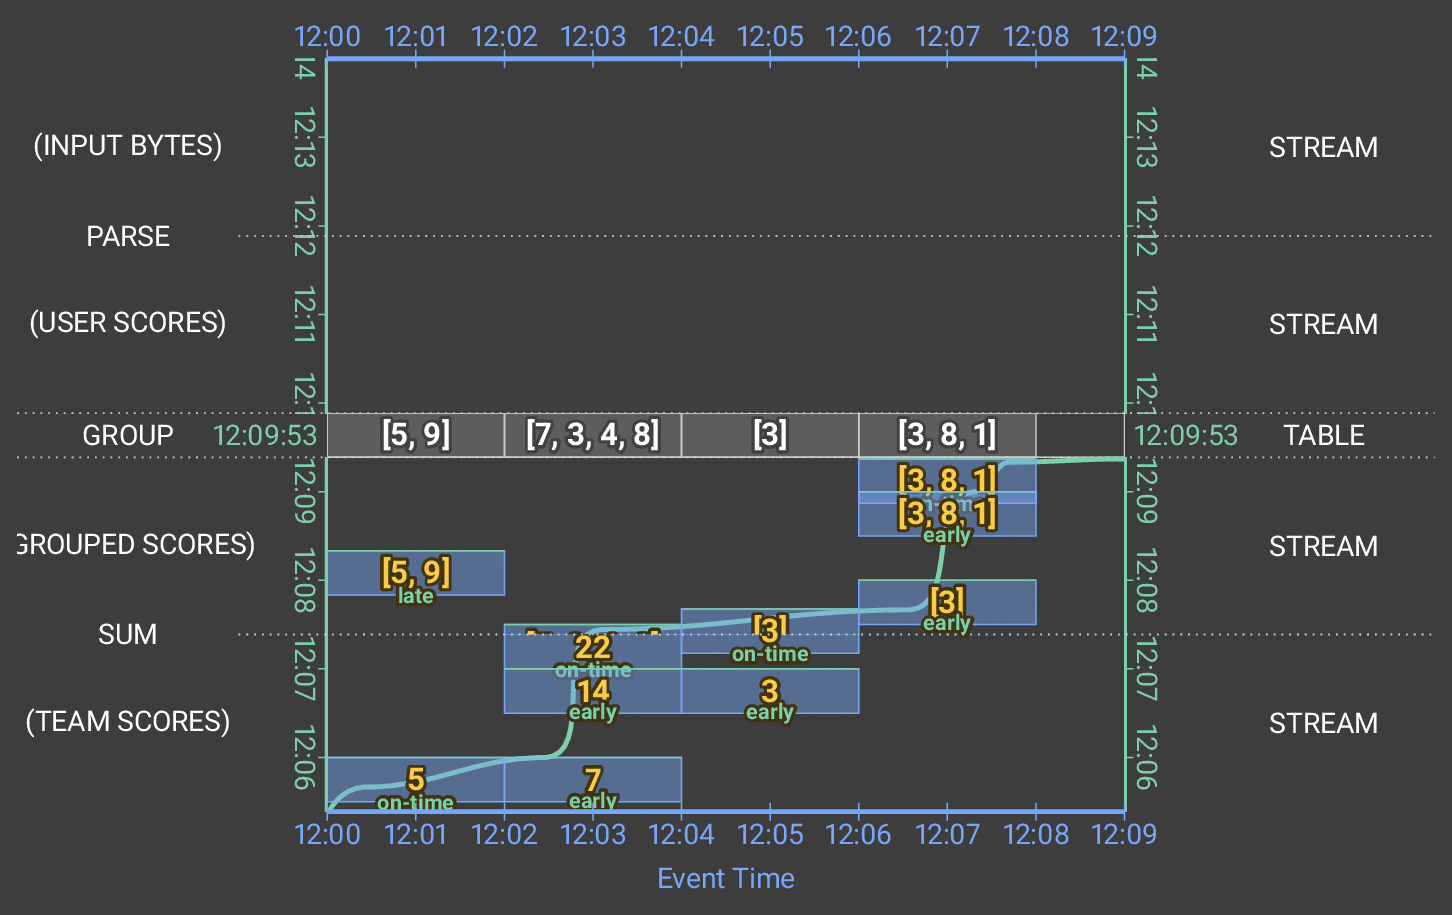 12:00 12:01 12:02 12:03 12:04 12:05 12:06 12:07 12:08 12:09
14 14
12:13 12:13
(INPUT BYTES) STREAM
12:12 12:12
PARSE
12:11 12:11
(USER SCORES) STREAM
12:1 12:1
GROUP 12:09:53 [5, 9] [7, 3, 4, 8] [3] [3, 8, 1] 12:09:53 TABLE
12:09 12:09
[3, 8, 1]
on-time
[3, 8, 1]
early
GROUPED SCORES) STREAM
12:08 12:08
[5, 9]
late
[3]
early
SUM
[3]
on-time
22
on-time
12:07 12:07
14 3
early early
(TEAM SCORES) STREAM
12:06 12:06
5 7
on-time early
12:00 12:01 12:02 12:03 12:04 12:05 12:06 12:07 12:08 12:09
Event Time